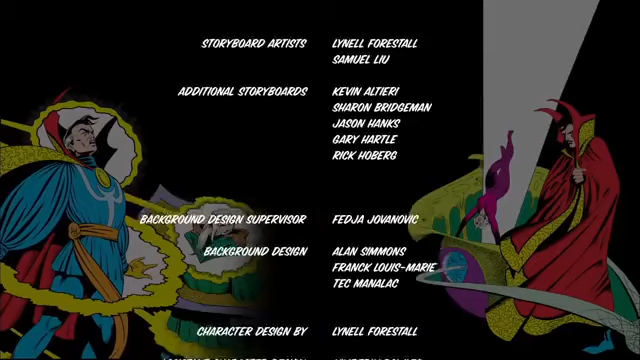 STORYBOARD ARTISTS LYNELL FORESTALL
SAMUEL LIU
ADDITIONAL STORYBOARDS KEVIN ALTIERI
SHARON BRIDGEMAN
JASON HANKS
GARY HARTLE
RICK HOBERG
BACKGROUND DESIGN SUPERVISOR FEDJA JOVANOVIC
BACKGROUND DESIGN ALAN SIMMONS
FRANCK LOUIS-MARIE
TEC MANALAC
CHARACTER DESIGN BY LYNELL FORESTALL